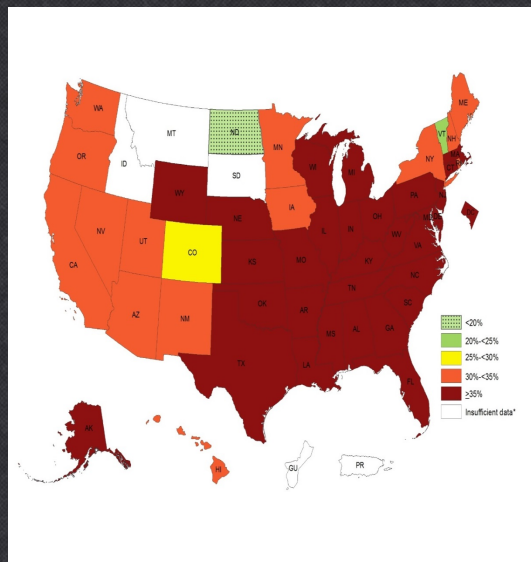 WA
ME
MT
ND
VT
OR
MN
NH
ID
SD
WI
NY
MA
CT
MI
WY
IA
PA
NJ
NE
NV
OH
IL
IN
UT
CO
WV
VA
CA
KS
MO
KY
NC
TN
OK
AR
SC
AZ
NM
MS
AL
GA
TX
LA
FL
AK
HI
GU
PR
<20%
20%-<25%
25%-<30%
30%-<35%
≥35%
Insufficient data*